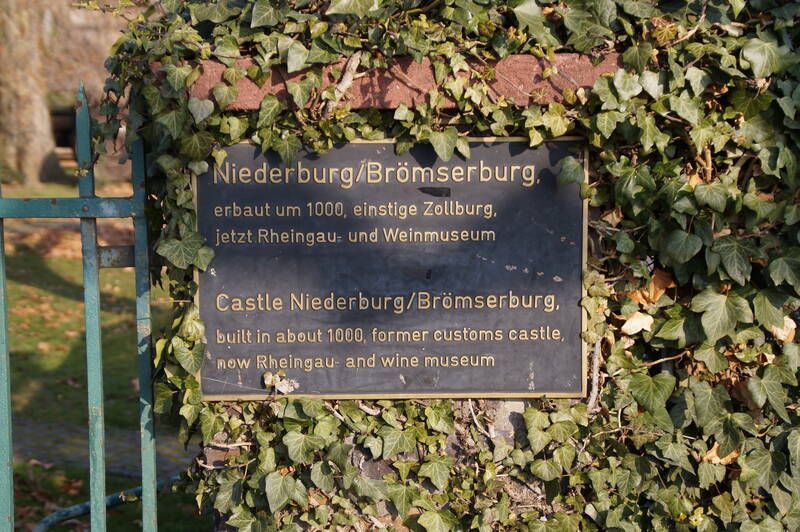 Niederburg/Brömserburg,
erbaut um 1000, einstige Zollburg,
jetzt Rheingau- und Weinmuseum
Castle Niederburg/Brömserburg,
built in about 1000, former customs castle,
now Rheingau- and wine museum